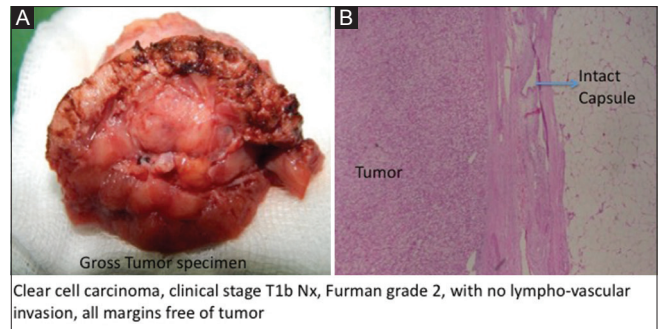 A
B
Intact
Capsule
Tumor
Gross Tumor specimen
Clear cell carcinoma, clinical stage T1b Nx, Furman grade 2, with no lympho-vascular
invasion, all margins free of tumor